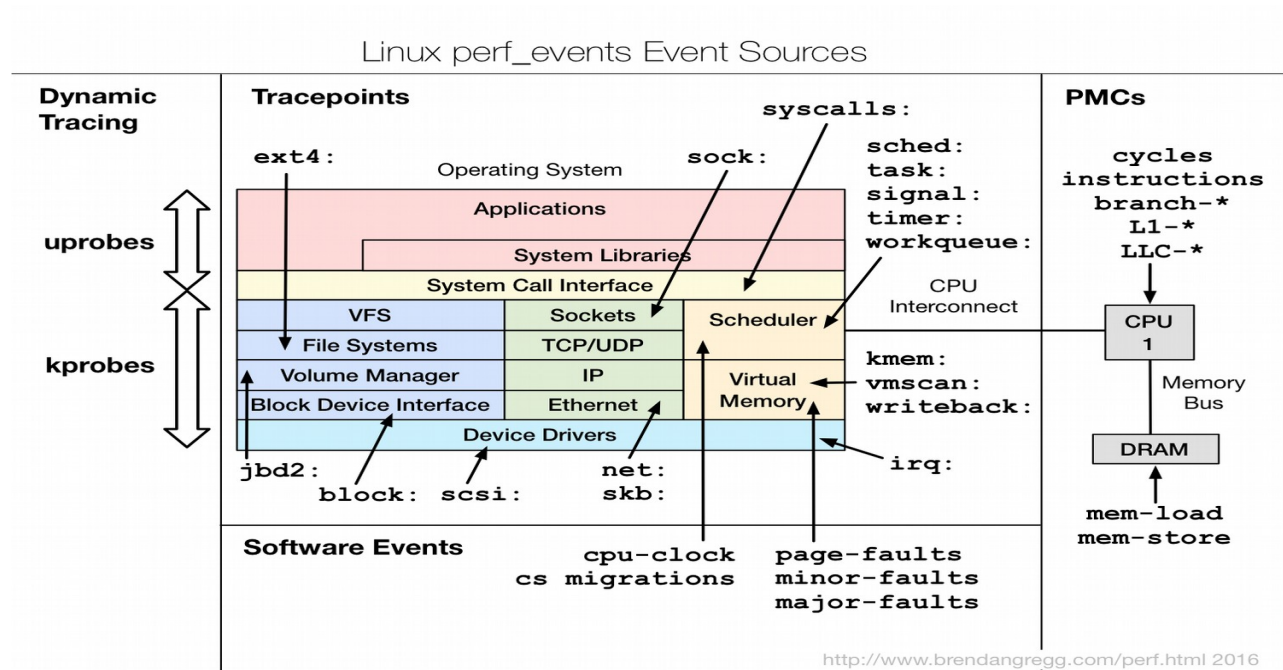 Linux perf_events Event Sources
Dynamic
Tracing
uprobes
kprobes
Tracepoints
syscalls:
ext4:
Operating System
sock:
sched:
task:
signal:
timer:
workqueue:
Applications
System Libraries
System Call Interface
VFS
Sockets
Scheduler
File Systems
TCP/UDP
Volume Manager
IP
Virtual
Memory
Block Device Interface
Ethernet
Device Drivers
CPU
Interconnect
kmem:
vmscan:
writeback:
jbd2:
block:
scsi:
net:
skb:
irq:
Software Events
cpu-clock
cs migrations
page-faults
minor-faults
major-faults
PMCs
cycles
instructions
branch-*
L1-*
LLC-*
CPU
1
Memory
Bus
DRAM
mem-load
mem-store
http://www.brendangregg.com/perf.html 2016